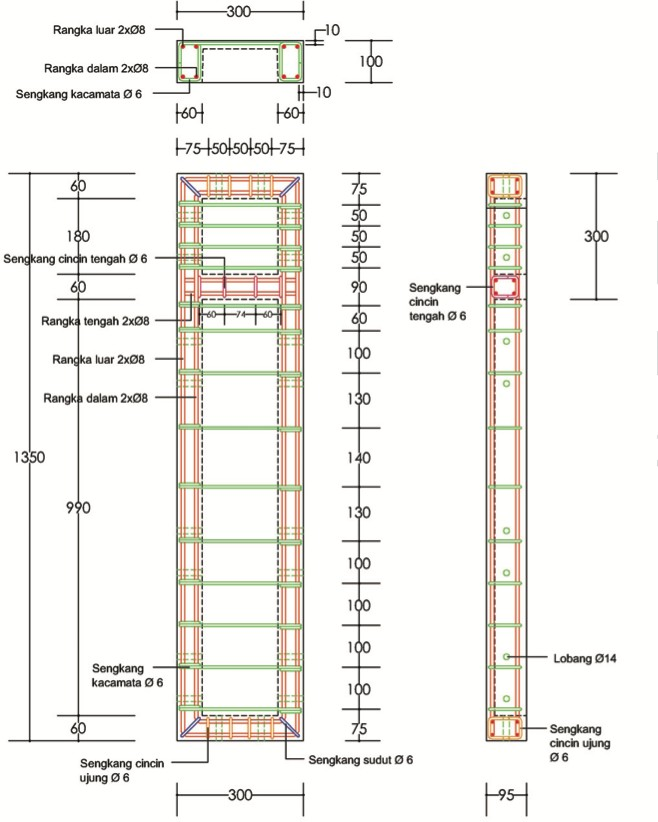 300
Rangka luar 2xØ8
10
Rangka dalam 2xØ8
100
Sengkang kacamata Ø 6
10
60
60
75 50 50 50 75
60
75
50
180
50
300
Sengkang cincin tengah Ø 6
50
60
90
Sengkang
cincin
tengah Ø 6
60 74 60
Rangka tengah 2xØ8
60
Rangka luar 2xØ8
100
Rangka dalam 2xØ8
130
1350
140
990
130
100
100
100
Lobang Ø14
Sengkang
kacamata Ø 6
100
60
75
Sengkang
cincin ujung
Ø 6
Sengkang cincin
ujung Ø 6
Sengkang sudut Ø 6
300
95